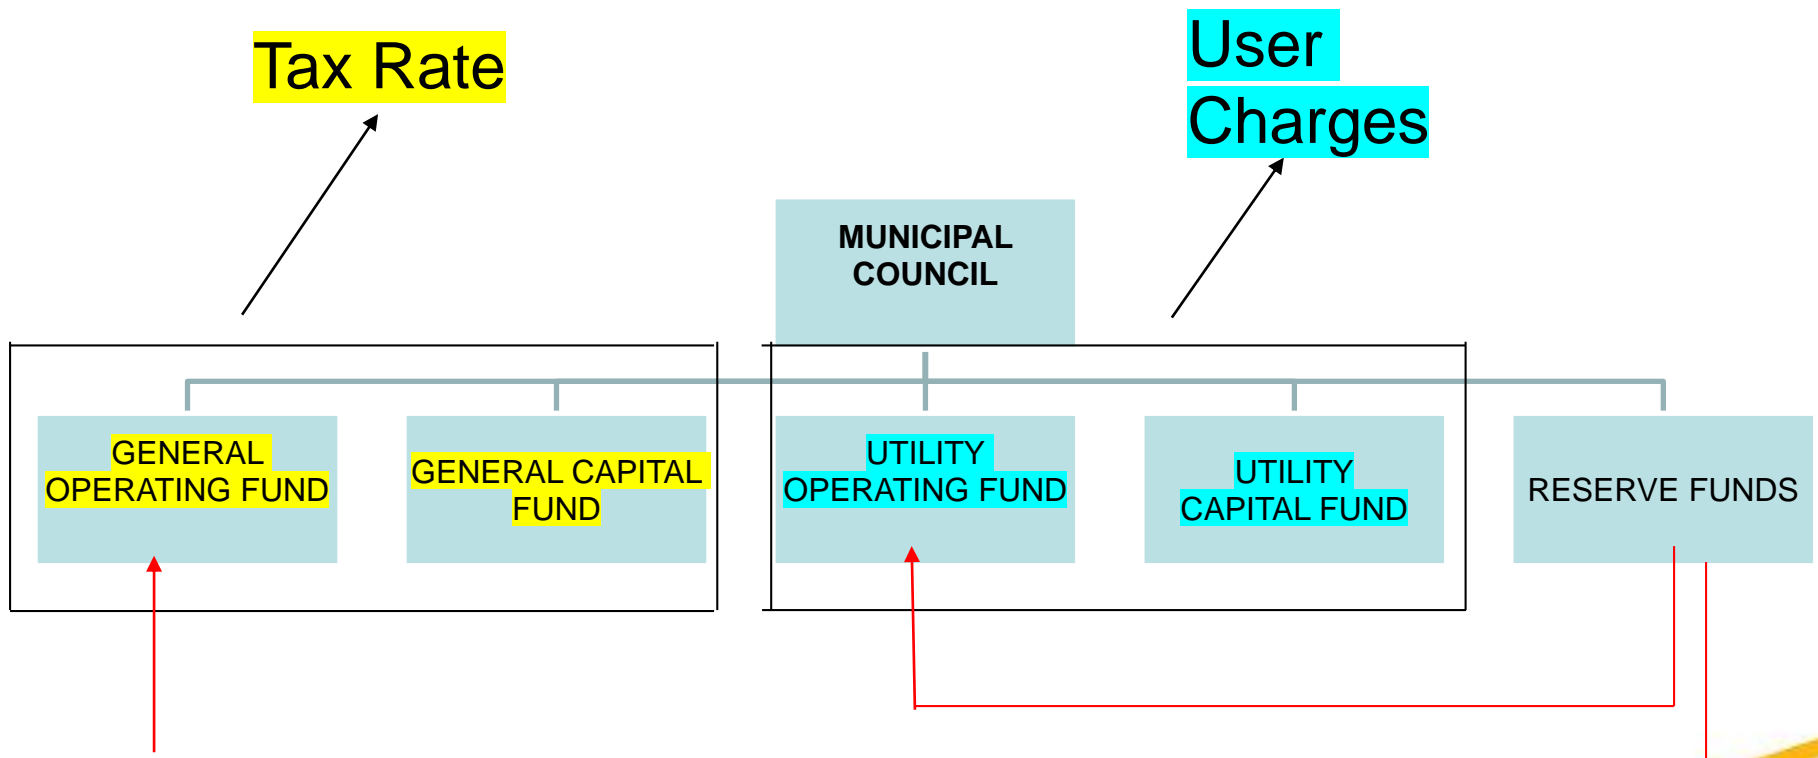 Tax Rate
User
Charges
MUNICIPAL
COUNCIL
GENERAL
OPERATING FUND
GENERAL CAPITAL
FUND
UTILITY
OPERATING FUND
UTILITY
CAPITAL FUND
RESERVE FUNDS